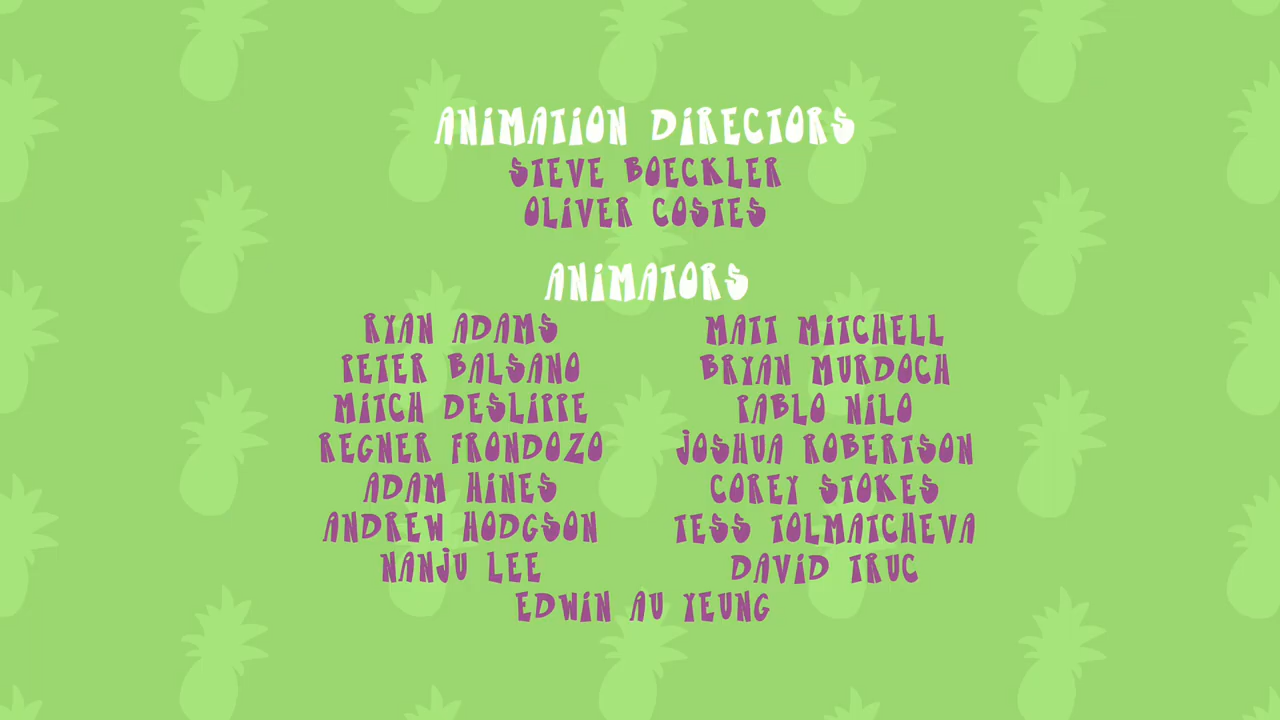 ANIMATION DIRECTORS
STEVE BOECKLER
OLIVER COSTES
ANIMATORS
RYAN ADAMS
PETER BALSANO
MITCH DESLIPPE
REGNER FRONDOZO
ADAM HINES
ANDREW HODGSON
NANJU LEE
MATT MITCHELL
BRYAN MURDOCH
PABLO NILO
JOSHUA ROBERTSON
COREY STOKES
TESS TOLMATCHEVA
DAVID TRUC
EDWIN AU YEUNG